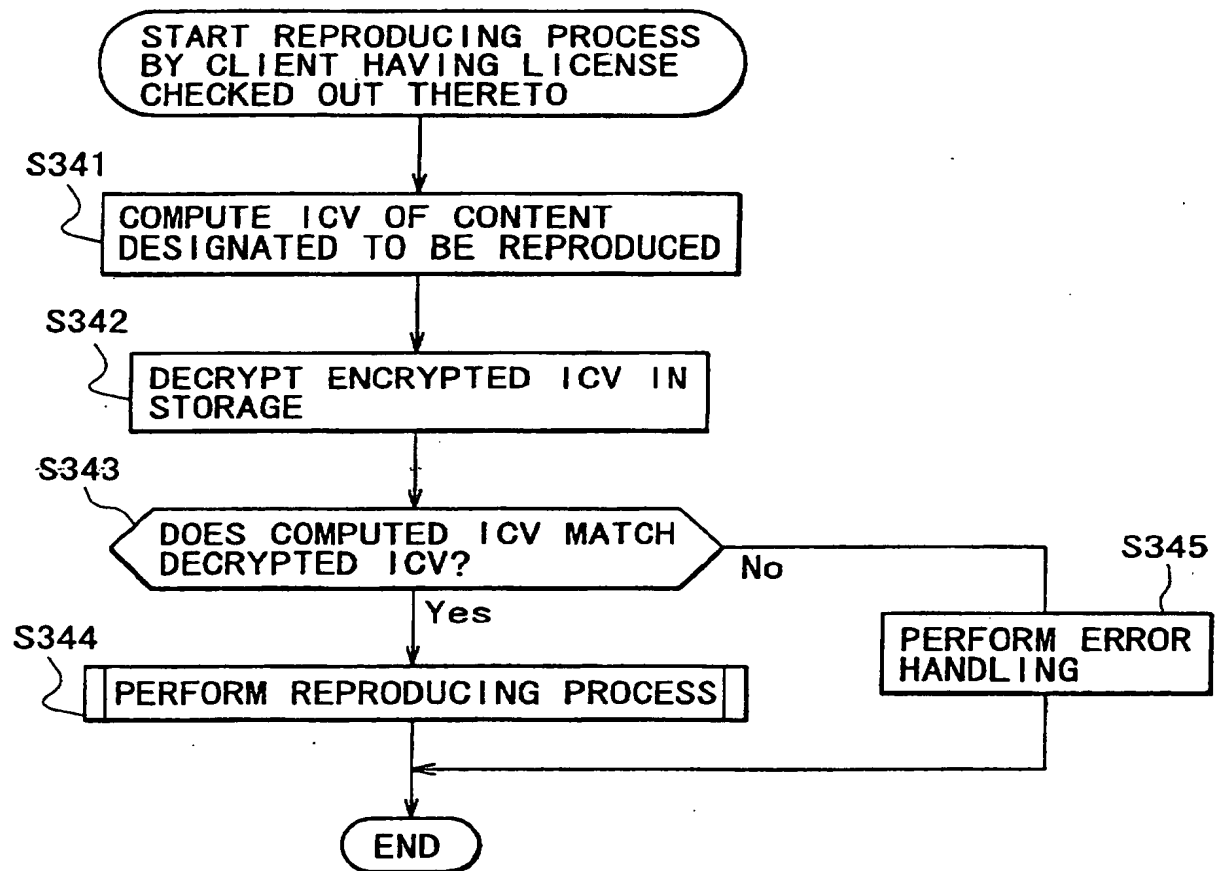 START REPRODUCING PROCESS
BY CLIENT HAVING LICENSE
CHECKED OUT THERETO
S341
COMPUTE ICV OF CONTENT
DESIGNATED TO BE REPRODUCED
S342
DECRYPT ENCRYPTED ICV IN
STORAGE
S343
DOES COMPUTED ICV MATCH
DECRYPTED ICV?
No
Yes
S345
PERFORM ERROR
HANDLING
S344
PERFORM REPRODUCING PROCESS
END